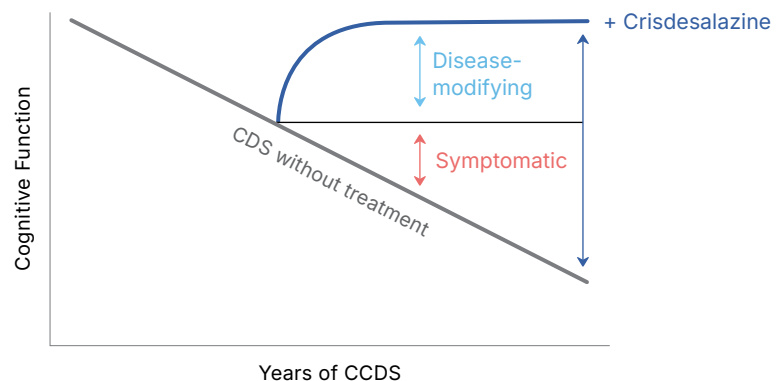 + Crisdesalazine
Disease-
modifying
CDS without treatment
Symptomatic
Cognitive Function
Years of CCDS